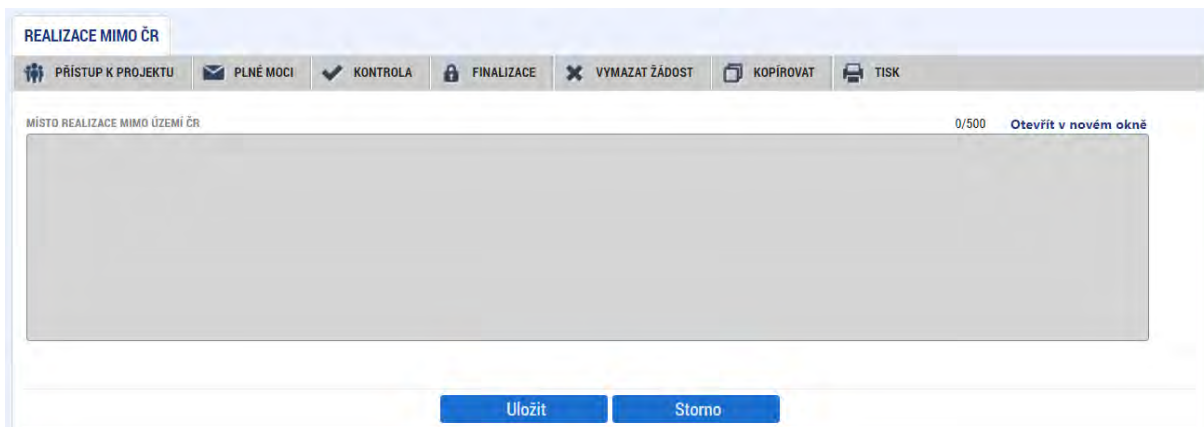 REALIZACE MIMO ČR
PŘÍSTUP K PROJEKTU PLNÉ MOCI KONTROLA FINALIZACE VYMAZAT ŽÁDOST KOPÍROVAT TISK
MÍSTO REALIZACE MIMO ÚZEMÍ ČR 0/500 Otevřít v novém okně
Uložit Storno